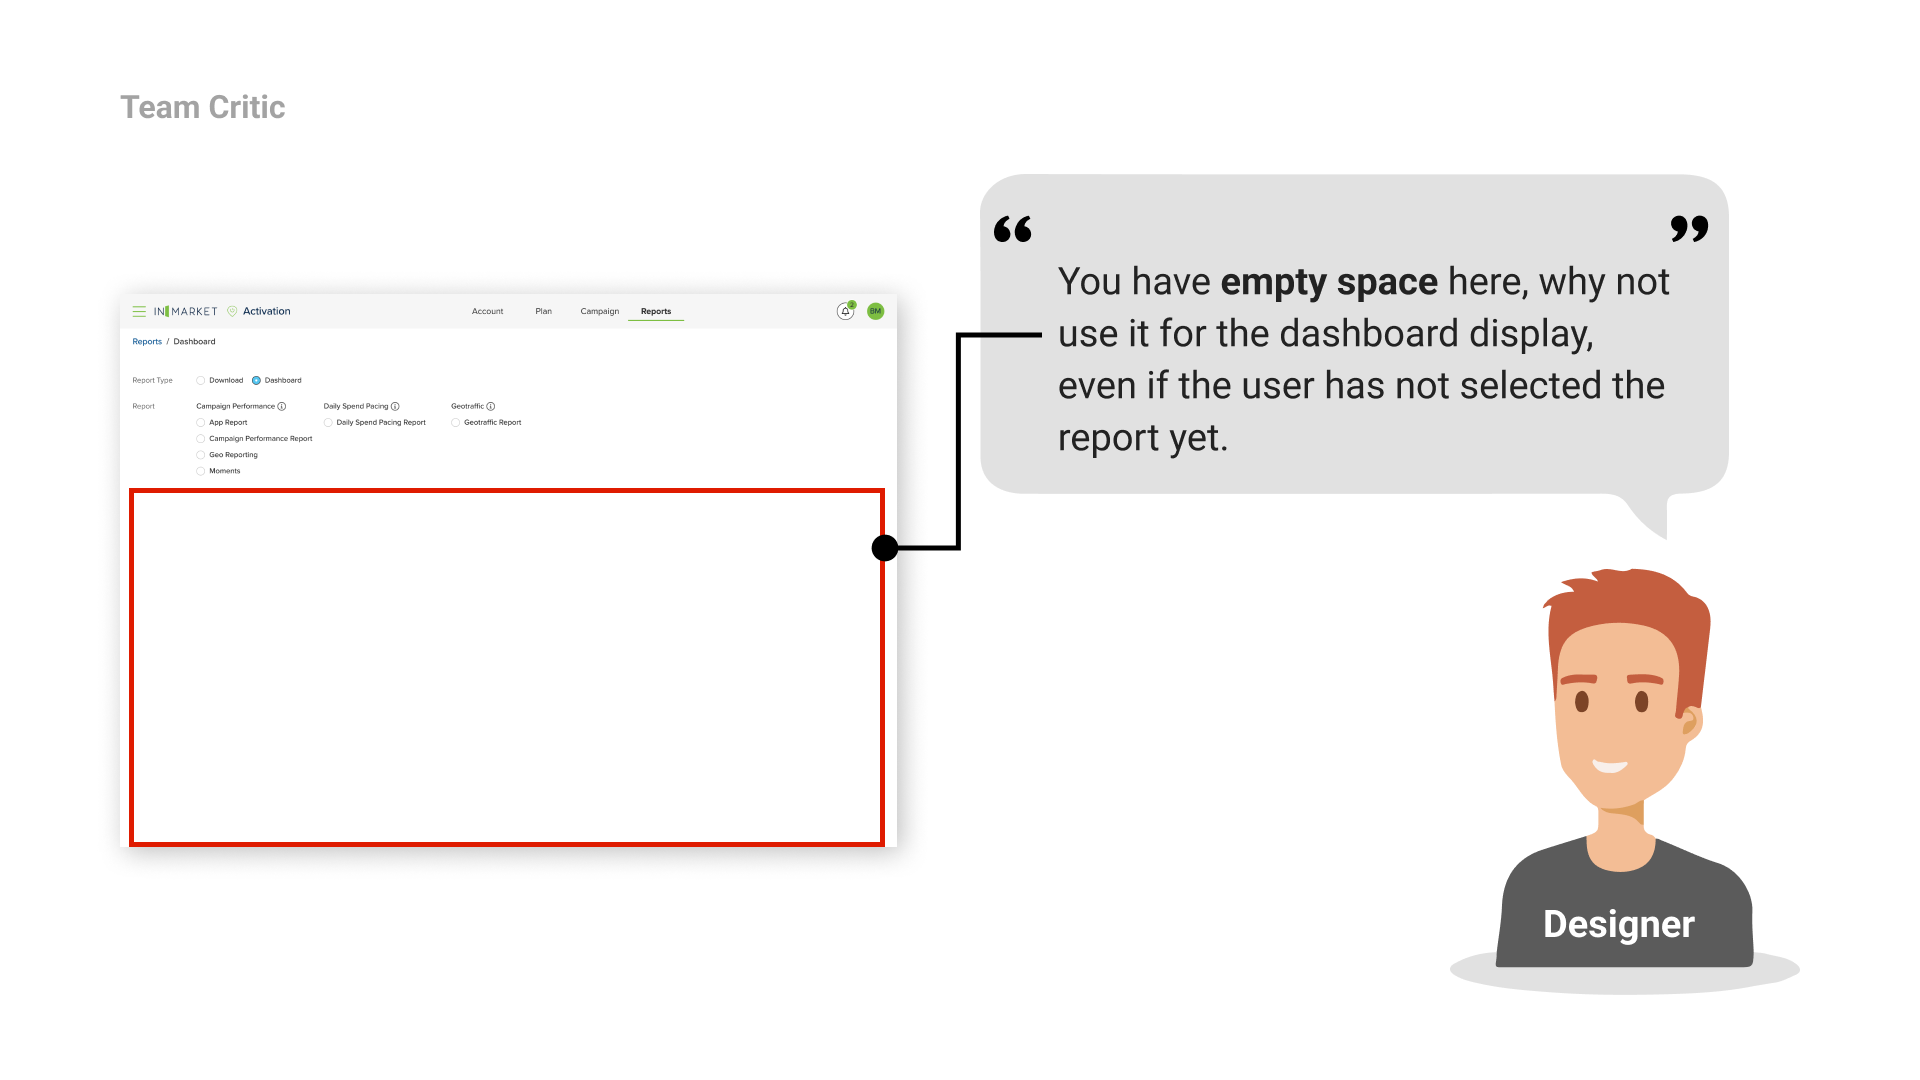 Team Critic
“ ”
You have empty space here, why not
use it for the dashboard display,
even if the user has not selected the
report yet.
INMARKET Activation Account Plan Campaign Reports 2 BM
Reports / Dashboard
Report Type Download Dashboard
Report Campaign Performance Daily Spend Pacing Geotraffic
App Report Daily Spend Pacing Report Geotraffic Report
Campaign Performance Report
Geo Reporting
Moments
Designer